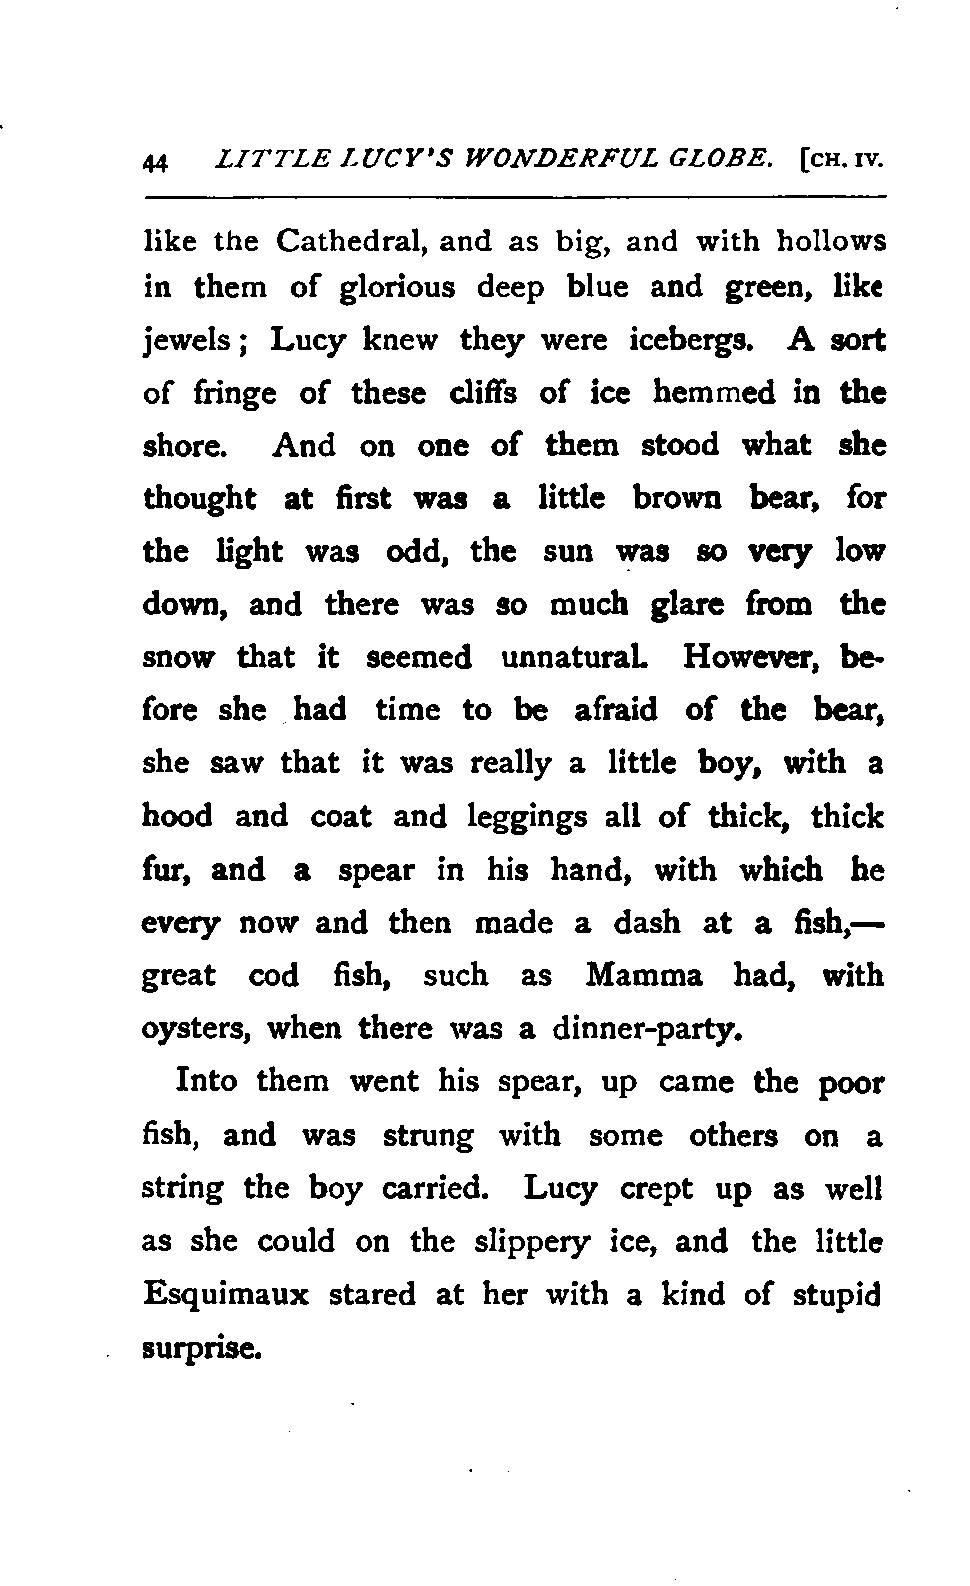 44 LITTLE LUCY'S WONDERFUL GLOBE. [CH. IV.
like the Cathedral, and as big, and with hollows
in them of glorious deep blue and green, like
jewels; Lucy knew they were icebergs. A sort
of fringe of these cliffs of ice hemmed in the
shore. And on one of them stood what she
thought at first was a little brown bear, for
the light was odd, the sun was so very low
down, and there was so much glare from the
snow that it seemed unnatural. However, be-
fore she had time to be afraid of the bear,
she saw that it was really a little boy, with a
hood and coat and leggings all of thick, thick
fur, and a spear in his hand, with which he
every now and then made a dash at a fish,—
great cod fish, such as Mamma had, with
oysters, when there was a dinner-party.
Into them went his spear, up came the poor
fish, and was strung with some others on a
string the boy carried. Lucy crept up as well
as she could on the slippery ice, and the little
Esquimaux stared at her with a kind of stupid
surprise.